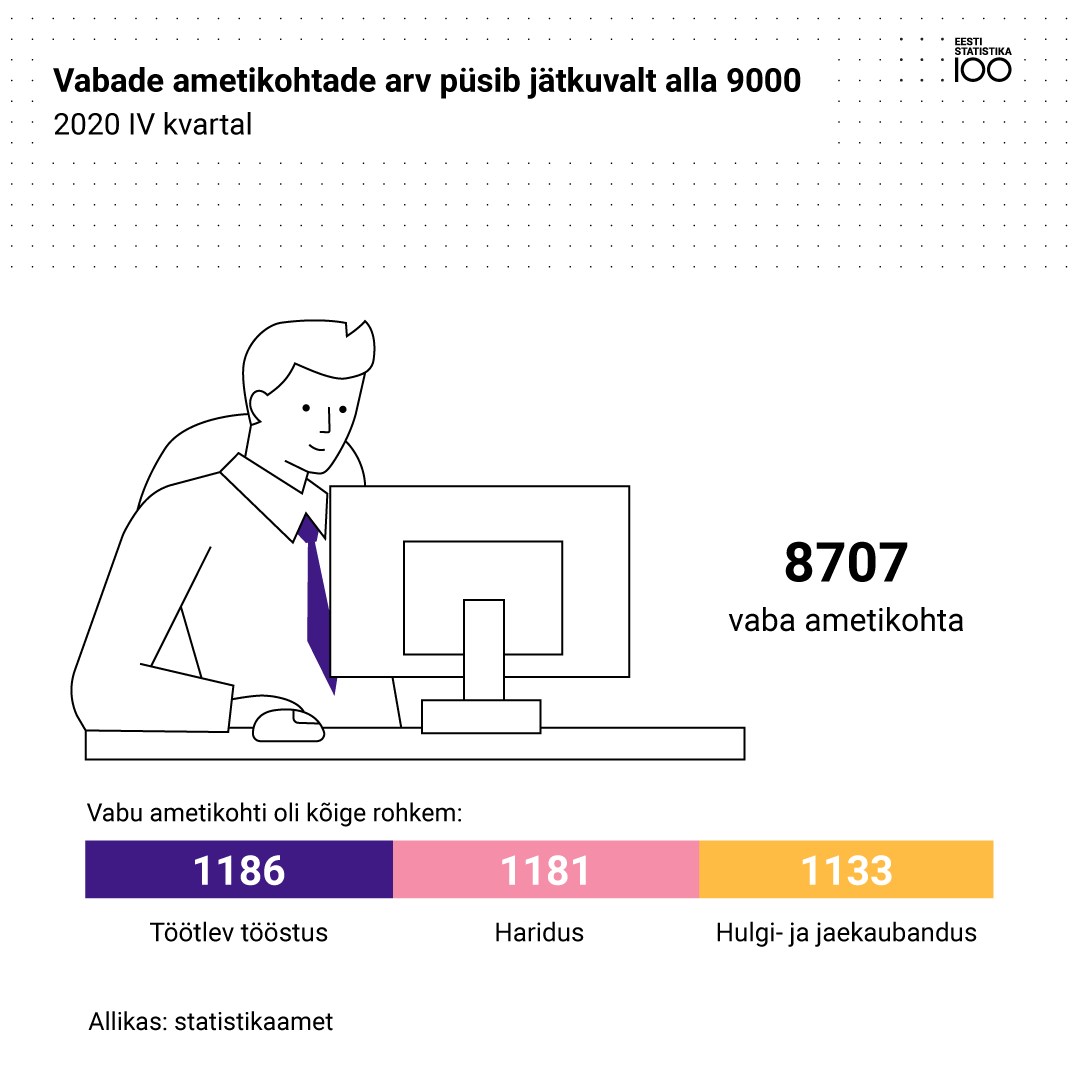 EESTI
STATISTIKA
100
Vabade ametikohtade arv püsib jätkuvalt alla 9000
2020 IV kvartal
8707
vaba ametikohta
Vabu ametikohti oli kõige rohkem:
1186 1181 1133
Töötlev tööstus Haridus Hulgi- ja jaekaubandus
Allikas: statistikaamet